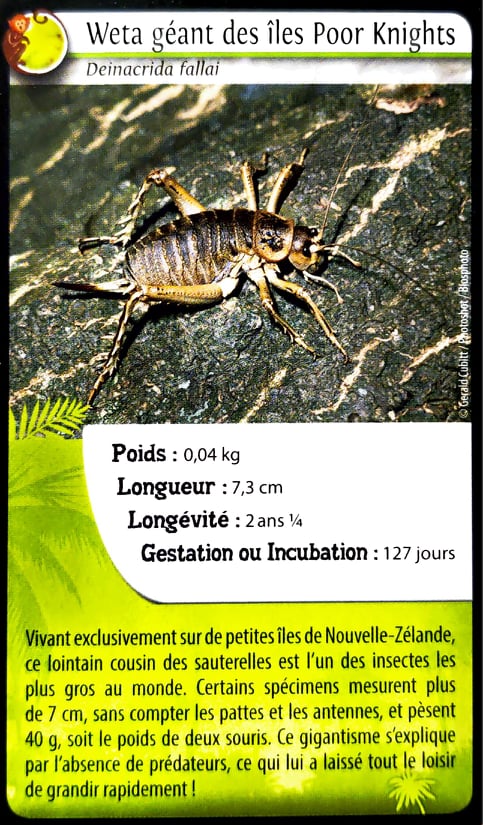 Weta géant des îles Poor Knights
Deinacrida fallai
© Gerald Cubitt / Photoshot / Biosphoto
Poids : 0,04 kg
Longueur : 7,3 cm
Longévité : 2 ans ¼
Gestation ou Incubation : 127 jours
Vivant exclusivement sur de petites îles de Nouvelle-Zélande,
ce lointain cousin des sauterelles est l'un des insectes les
plus gros au monde. Certains spécimens mesurent plus
de 7 cm, sans compter les pattes et les antennes, et pèsent
40 g, soit le poids de deux souris. Ce gigantisme s'explique
par l'absence de prédateurs, ce qui lui a laissé tout le loisir
de grandir rapidement !